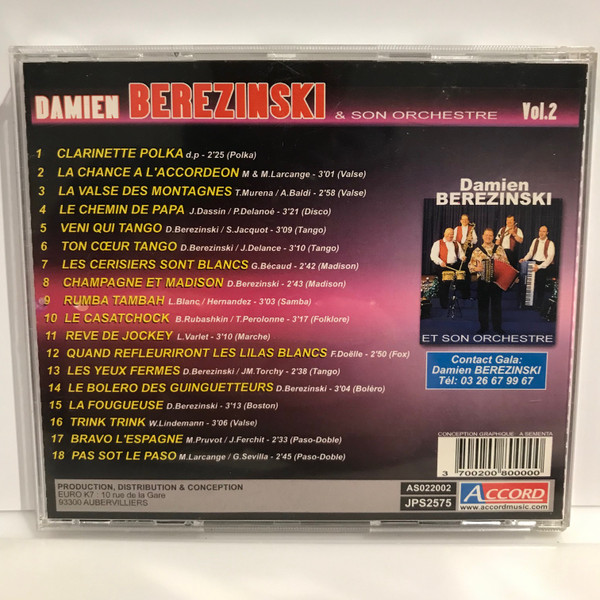 DAMIEN BEREZINSKI & SON ORCHESTRE Vol.2
1 CLARINETTE POLKA d.p - 2'25 (Polka)
2 LA CHANCE A L'ACCORDEON M & M.Larcange - 3'01 (Valse)
3 LA VALSE DES MONTAGNES T.Murena / A.Baldi - 2'58 (Valse)
4 LE CHEMIN DE PAPA J.Dassin / P.Delanoé - 3'21 (Disco)
5 VENI QUI TANGO D.Berezinski / S.Jacquot - 3'09 (Tango)
6 TON CŒUR TANGO D.Berezinski / J.Delance - 3'10 (Tango)
7 LES CERISIERS SONT BLANCS G.Bécaud - 2'42 (Madison)
8 CHAMPAGNE ET MADISON D.Berezinski - 2'43 (Madison)
9 RUMBA TAMBAH L.Blanc / Hernandez - 3'03 (Samba)
10 LE CASATCHOCK B.Rubashkin / T.Perolonne - 3'17 (Folklore)
11 REVE DE JOCKEY L.Varlet - 3'10 (Marche)
12 QUAND REFLEURIRONT LES LILAS BLANCS F.Doëlle - 2'50 (Fox)
13 LES YEUX FERMES D.Berezinski / JM.Torchy - 2'38 (Tango)
14 LE BOLERO DES GUINGUETTEURS D.Berezinski - 3'04 (Boléro)
15 LA FOUGUEUSE D.Berezinski - 3'13 (Boston)
16 TRINK TRINK W.Lindemann - 3'06 (Valse)
17 BRAVO L'ESPAGNE M.Pruvot / J.Ferchit - 2'33 (Paso-Doble)
18 PAS SOT LE PASO M.Larcange / G.Sevilla - 2'45 (Paso-Doble)
Damien
BEREZINSKI
ET SON ORCHESTRE
Contact Gala:
Damien BEREZINSKI
Tél: 03 26 67 99 67
CONCEPTION GRAPHIQUE : A SEMENTA
3 700200 800000
PRODUCTION, DISTRIBUTION & CONCEPTION
EURO K7 : 10 rue de la Gare
93300 AUBERVILLIERS
AS022002
JPS2575
ACCORD
www.accordmusic.com